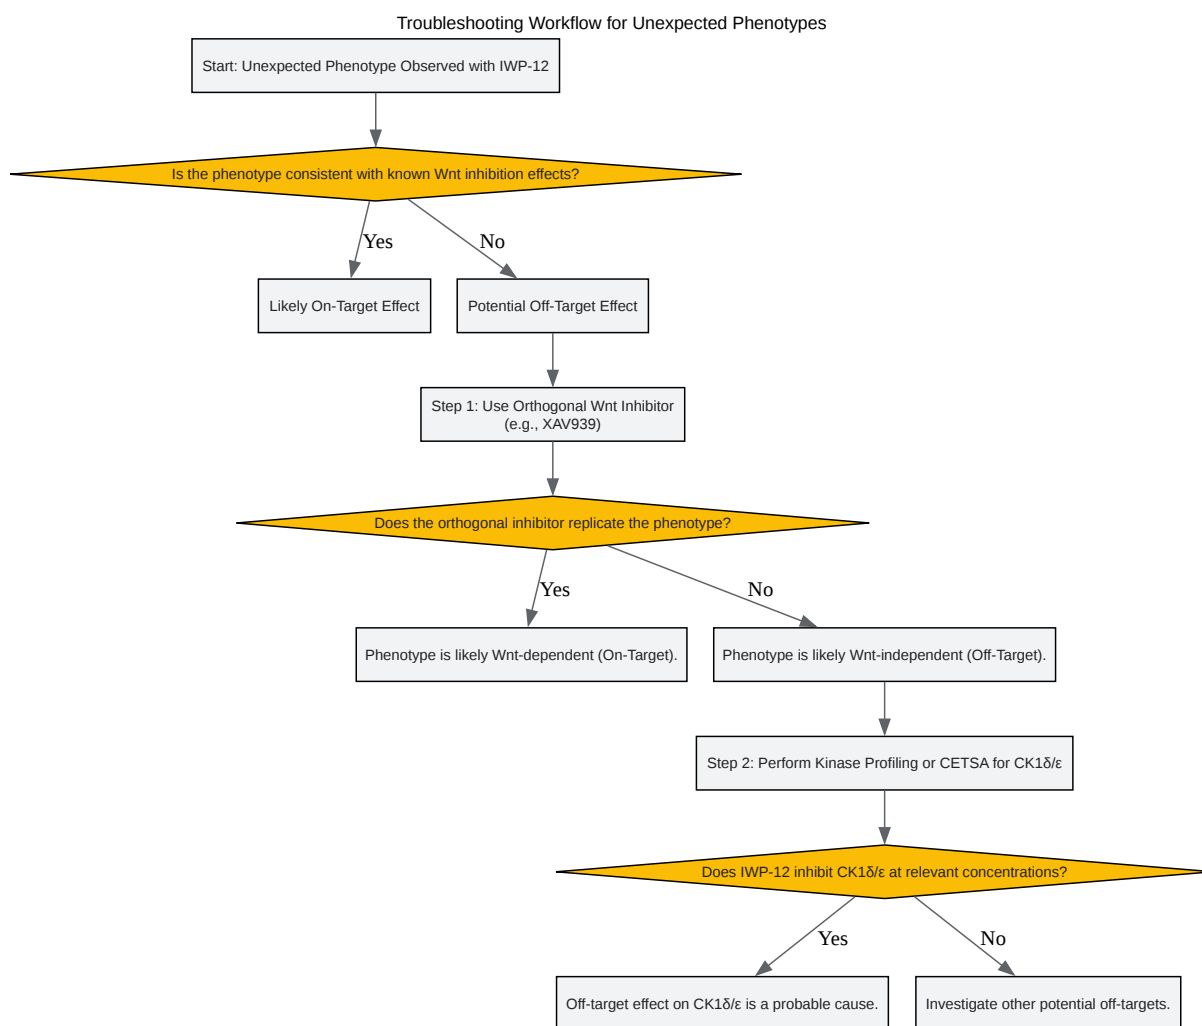 Troubleshooting Workflow for Unexpected Phenotypes
Start: Unexpected Phenotype Observed with IWP-12
Is the phenotype consistent with known Wnt inhibition effects?
Yes
No
Likely On-Target Effect
Potential Off-Target Effect
Step 1: Use Orthogonal Wnt Inhibitor
(e.g., XAV939)
Does the orthogonal inhibitor replicate the phenotype?
Yes
No
Phenotype is likely Wnt-dependent (On-Target).
Phenotype is likely Wnt-independent (Off-Target).
Step 2: Perform Kinase Profiling or CETSA for CK1δ/ε
Does IWP-12 inhibit CK1δ/ε at relevant concentrations?
Yes
No
Off-target effect on CK1δ/ε is a probable cause.
Investigate other potential off-targets.